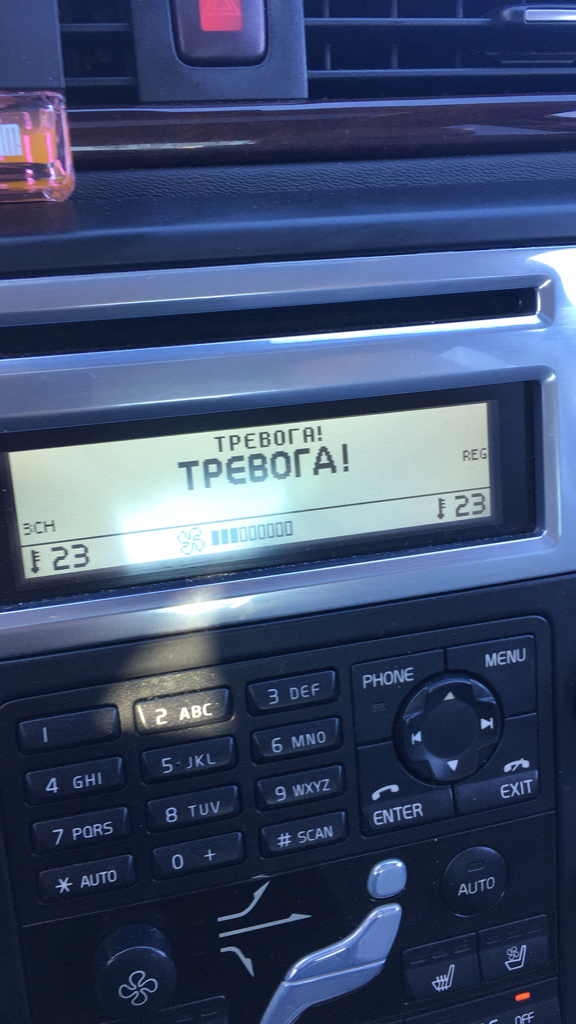 ТРЕВОГА!
ТРЕВОГА!
REG
3CH
23
23
PHONE
MENU
1
2 ABC
3 DEF
4 GHI
5 JKL
6 MNO
7 PQRS
8 TUV
9 WXYZ
* AUTO
0 +
# SCAN
ENTER
EXIT
AUTO
OFF